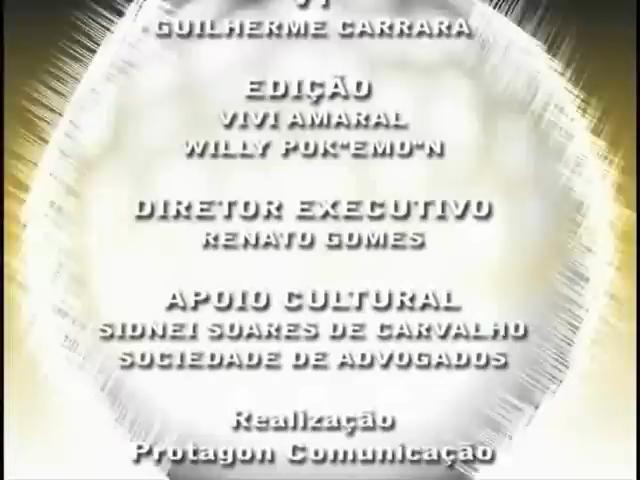 VT
GUILHERME CARRARA
EDIÇÃO
VIVI AMARAL
WILLY POK"EMO"N
DIRETOR EXECUTIVO
RENATO GOMES
APOIO CULTURAL
SIDNEI SOARES DE CARVALHO
SOCIEDADE DE ADVOGADOS
Realização
Protagon Comunicação